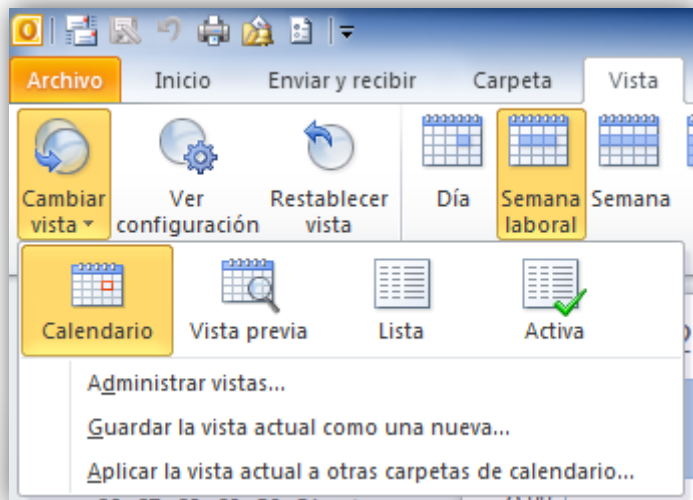 Archivo Inicio Enviar y recibir Carpeta Vista
Cambiar vista
Ver configuración
Restablecer vista
Día
Semana laboral
Semana
Calendario Vista previa Lista Activa
Administrar vistas...
Guardar la vista actual como una nueva...
Aplicar la vista actual a otras carpetas de calendario...